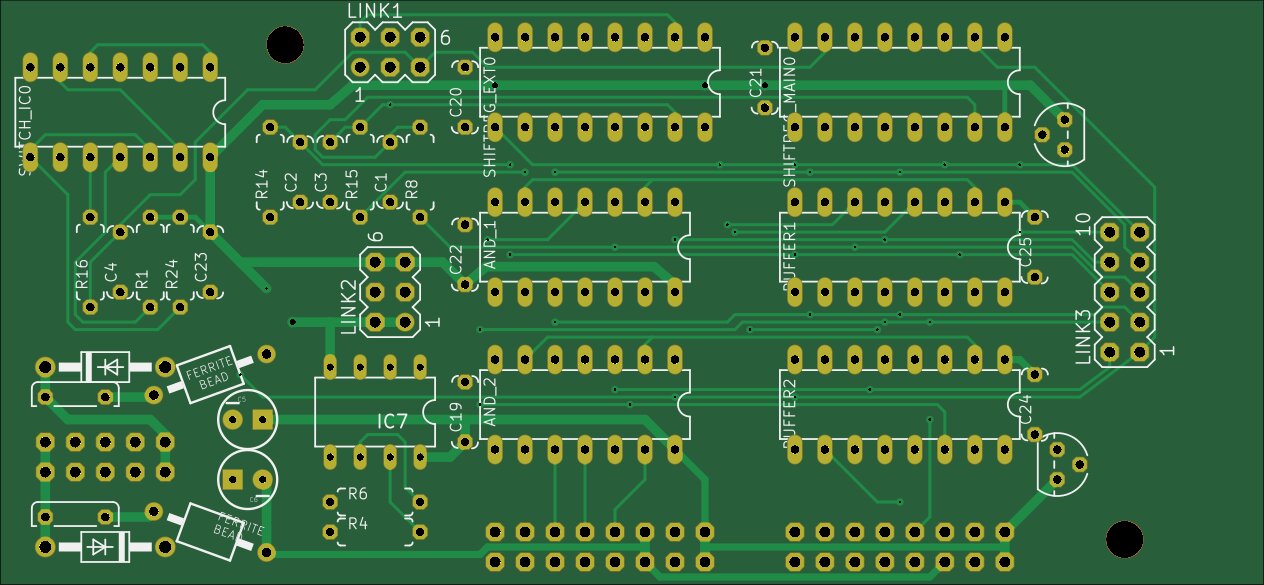 LINK1
6
1
SWITCH_IC0
C20
SHIFTREG_EXT0
C21
SHIFTREG_MAIN0
R14
C2
C3
R15
C1
R8
R16
C4
R1
R24
C23
6
LINK2
1
C22
AND_1
BUFFER1
C25
10
LINK3
1
FERRITE
BEAD
C5
IC7
C19
AND_2
BUFFER2
C24
C6
R6
R4
FERRITE
BEAD